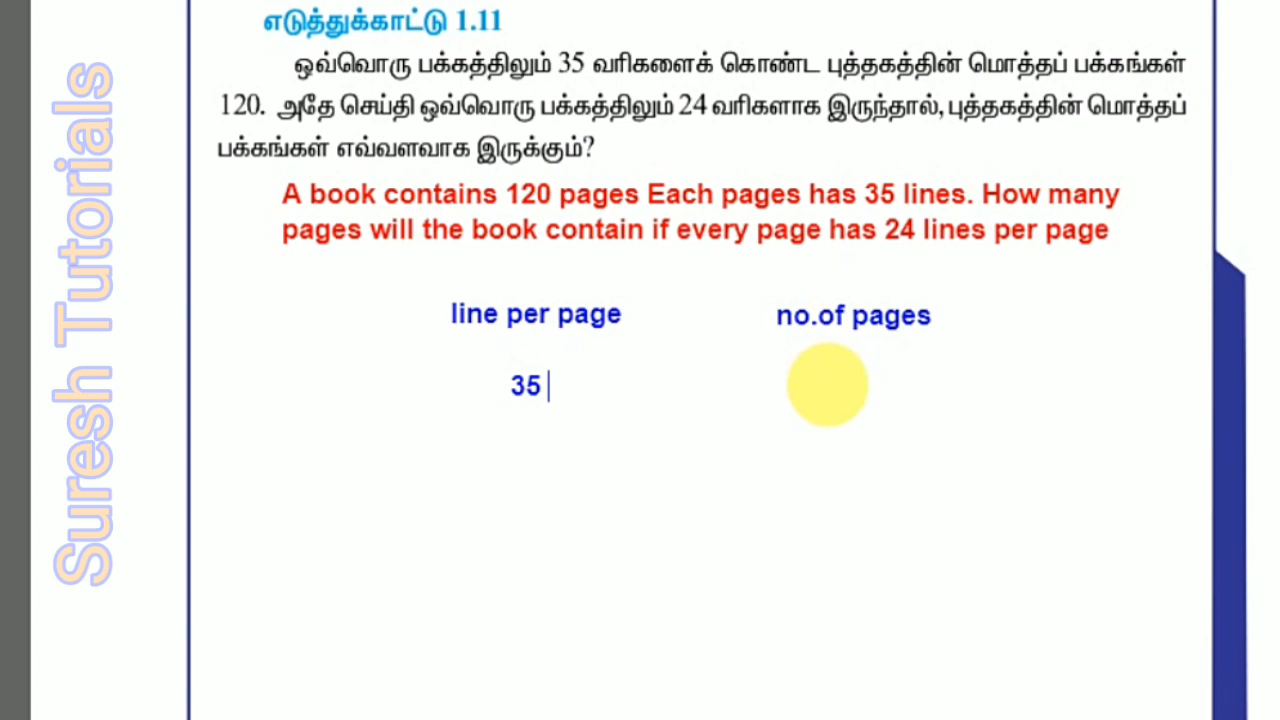 எடுத்துக்காட்டு 1.11
ஒவ்வொரு பக்கத்திலும் 35 வரிகளைக் கொண்ட புத்தகத்தின் மொத்தப் பக்கங்கள்
120. அதே செய்தி ஒவ்வொரு பக்கத்திலும் 24 வரிகளாக இருந்தால், புத்தகத்தின் மொத்தப்
பக்கங்கள் எவ்வளவாக இருக்கும்?
A book contains 120 pages Each pages has 35 lines. How many
pages will the book contain if every page has 24 lines per page
line per page no.of pages
35
Suresh Tutorials